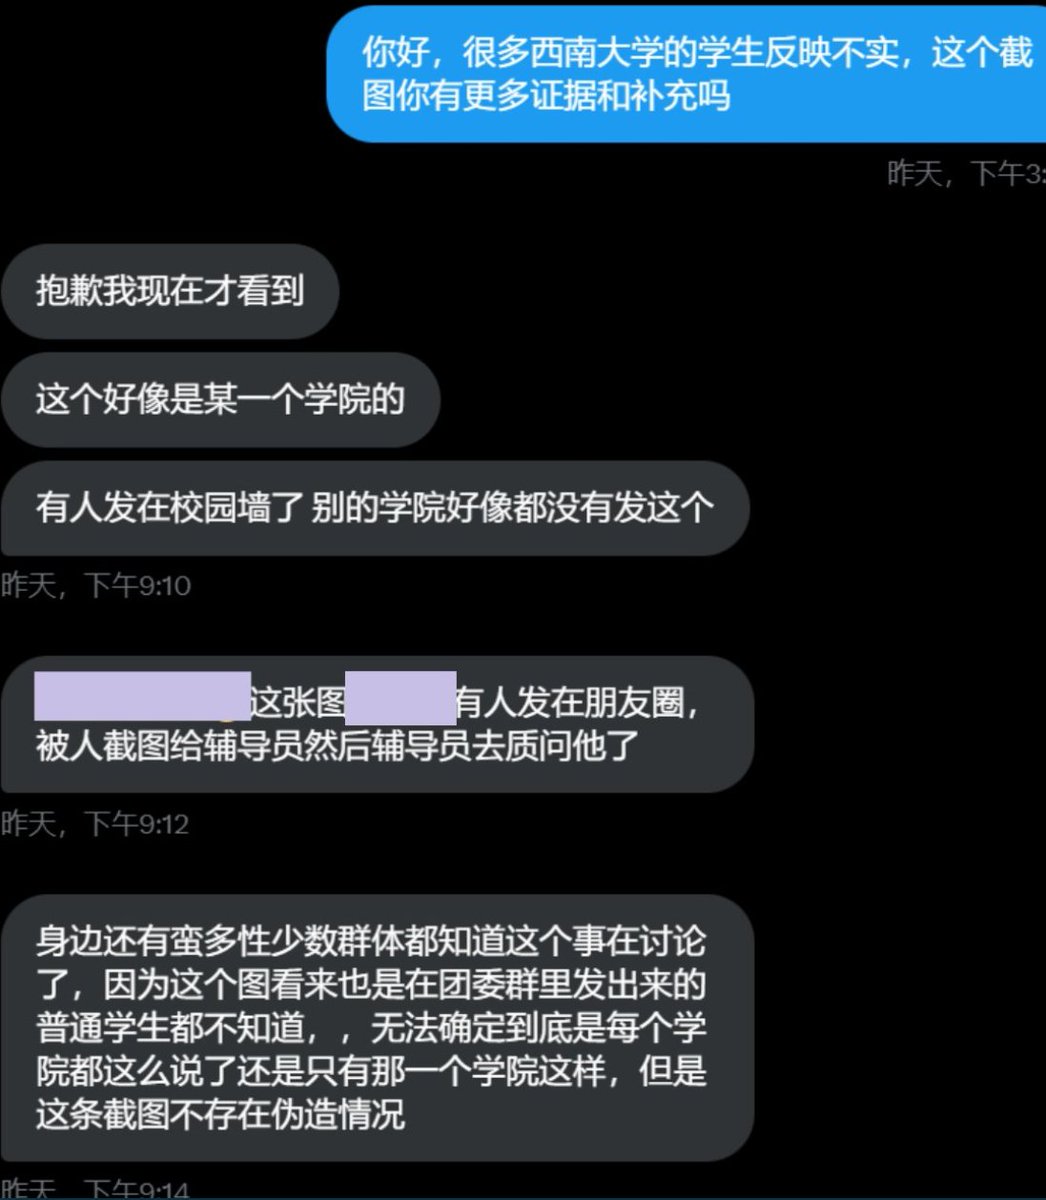 你好，很多西南大学的学生反映不实，这个截
图你有更多证据和补充吗
昨天，下午3:
抱歉我现在才看到
这个好像是某一个学院的
有人发在校园墙了 别的学院好像都没有发这个
昨天，下午9:10
这张图
有人发在朋友圈，
被人截图给辅导员然后辅导员去质问他了
昨天，下午9:12
身边还有蛮多性少数群体都知道这个事在讨论
了，因为这个图看来也是在团委群里发出来的
普通学生都不知道，，无法确定到底是每个学
院都这么说了还是只有那一个学院这样，但是
这条截图不存在伪造情况
昨天，下午9:14